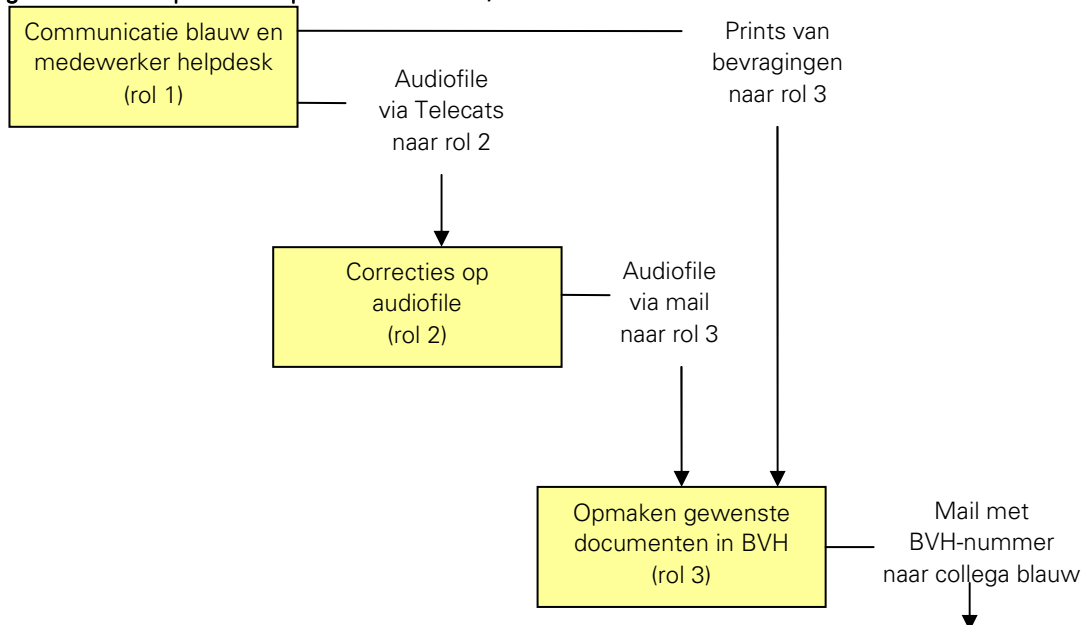 Communicatie blauw en
medewerker helpdesk
(rol 1)
Prints van
bevragingen
naar rol 3
Audiofile
via Telecats
naar rol 2
Correcties op
audiofile
(rol 2)
Audiofile
via mail
naar rol 3
Opmaken gewenste
documenten in BVH
(rol 3)
Mail met
BVH-nummer
naar collega blauw